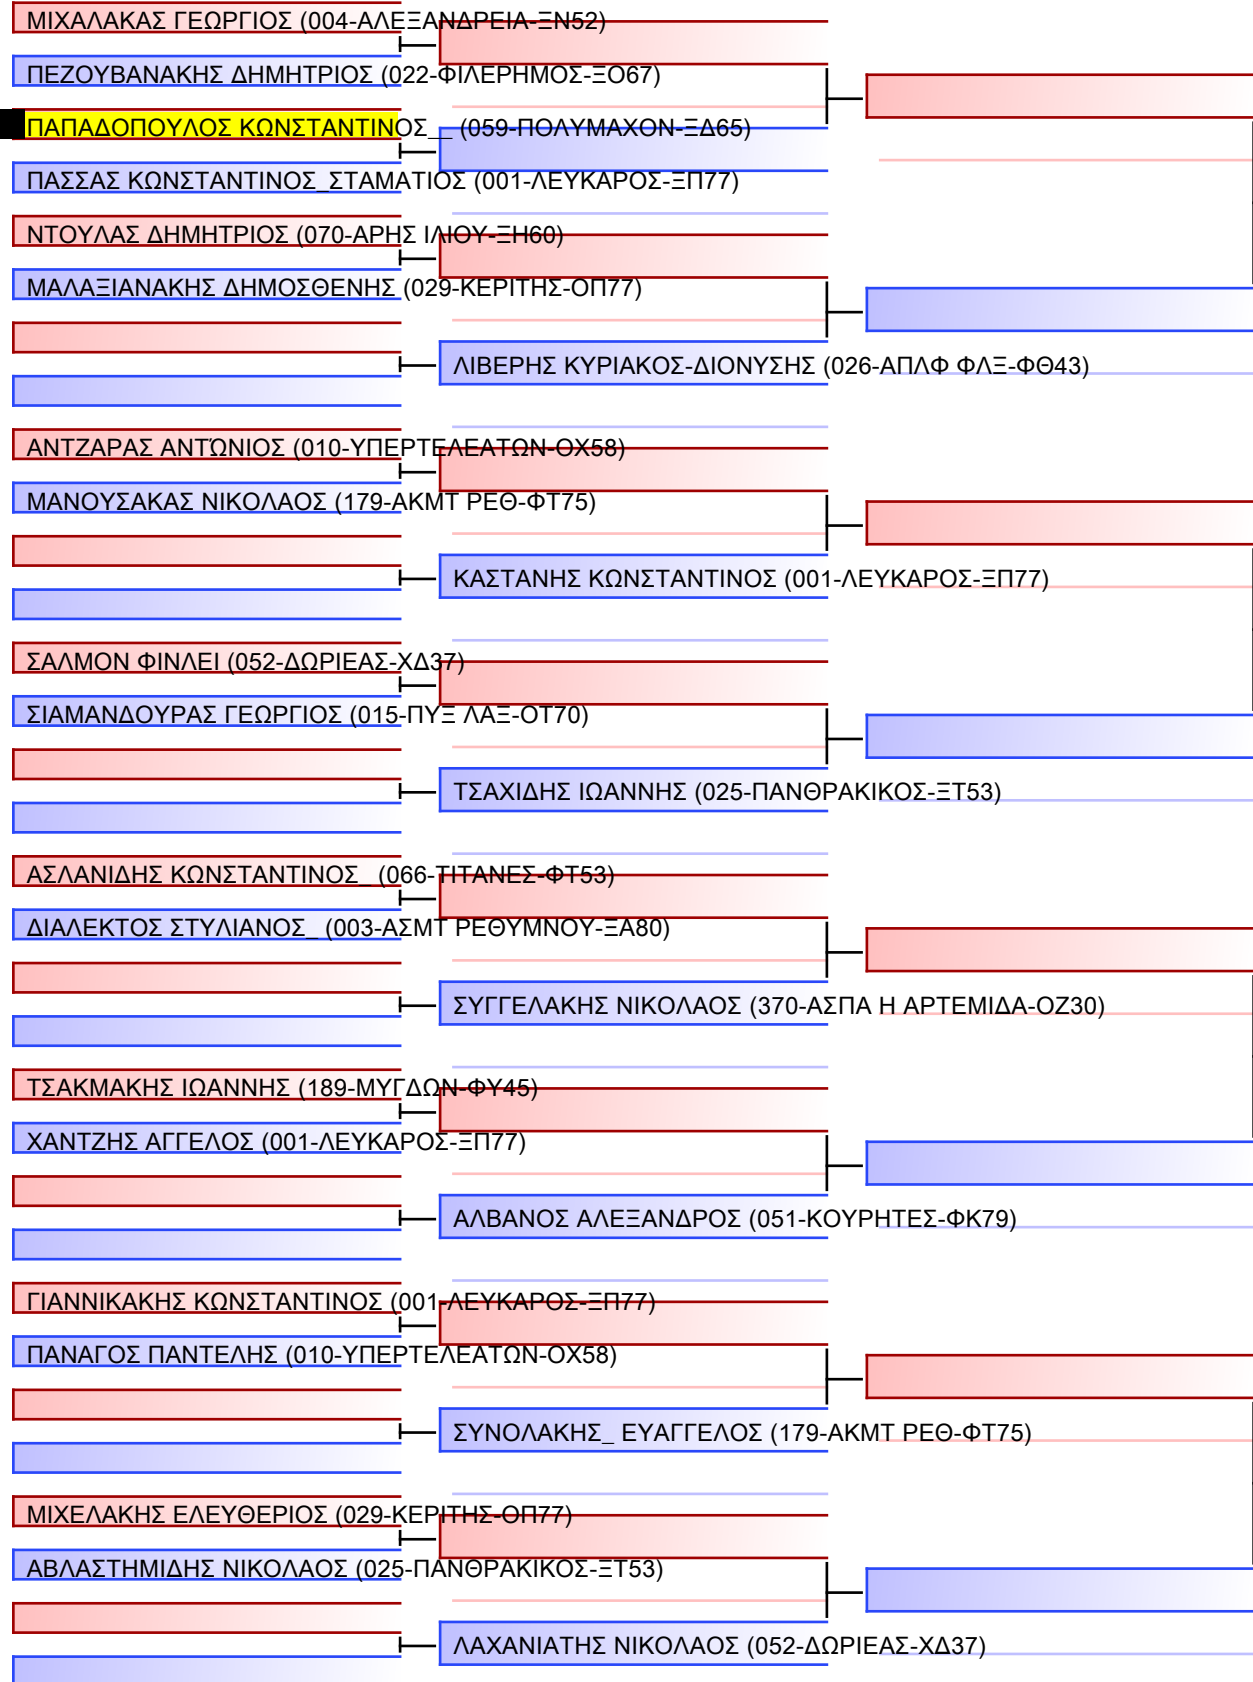 ΜΙΧΑΛΑΚΑΣ ΓΕΩΡΓΙΟΣ (004-ΑΛΕΞΑΝΔΡΕΙΑ-ΞΝ52)
ΠΕΖΟΥΒΑΝΑΚΗΣ ΔΗΜΗΤΡΙΟΣ (022-ΦΙΛΕΡΗΜΟΣ-ΞΟ67)
ΠΑΠΑΔΟΠΟΥΛΟΣ ΚΩΝΣΤΑΝΤΙΝΟΣ__ (059-ΠΟΛΥΜΑΧΟΝ-ΞΔ65)
ΠΑΣΣΑΣ ΚΩΝΣΤΑΝΤΙΝΟΣ_ΣΤΑΜΑΤΙΟΣ (001-ΛΕΥΚΑΡΟΣ-ΞΠ77)
ΝΤΟΥΛΑΣ ΔΗΜΗΤΡΙΟΣ (070-ΑΡΗΣ ΙΛΙΟΥ-ΞΗ60)
ΜΑΛΑΞΙΑΝΑΚΗΣ ΔΗΜΟΣΘΕΝΗΣ (029-ΚΕΡΙΤΗΣ-ΟΠ77)
ΛΙΒΕΡΗΣ ΚΥΡΙΑΚΟΣ-ΔΙΟΝΥΣΗΣ (026-ΑΠΛΦ ΦΛΞ-ΦΘ43)
ΑΝΤΖΑΡΑΣ ΑΝΤΏΝΙΟΣ (010-ΥΠΕΡΤΕΛΕΑΤΩΝ-ΟΧ58)
ΜΑΝΟΥΣΑΚΑΣ ΝΙΚΟΛΑΟΣ (179-ΑΚΜΤ ΡΕΘ-ΦΤ75)
ΚΑΣΤΑΝΗΣ ΚΩΝΣΤΑΝΤΙΝΟΣ (001-ΛΕΥΚΑΡΟΣ-ΞΠ77)
ΣΑΛΜΟΝ ΦΙΝΛΕΙ (052-ΔΩΡΙΕΑΣ-ΧΔ37)
ΣΙΑΜΑΝΔΟΥΡΑΣ ΓΕΩΡΓΙΟΣ (015-ΠΥΞ ΛΑΞ-ΟΤ70)
ΤΣΑΧΙΔΗΣ ΙΩΑΝΝΗΣ (025-ΠΑΝΘΡΑΚΙΚΟΣ-ΞΤ53)
ΑΣΛΑΝΙΔΗΣ ΚΩΝΣΤΑΝΤΙΝΟΣ_ (066-ΤΙΤΑΝΕΣ-ΦΤ53)
ΔΙΑΛΕΚΤΟΣ ΣΤΥΛΙΑΝΟΣ_ (003-ΑΣΜΤ ΡΕΘΥΜΝΟΥ-ΞΑ80)
ΣΥΓΓΕΛΑΚΗΣ ΝΙΚΟΛΑΟΣ (370-ΑΣΠΑ Η ΑΡΤΕΜΙΔΑ-ΟΖ30)
ΤΣΑΚΜΑΚΗΣ ΙΩΑΝΝΗΣ (189-ΜΥΓΔΩΝ-ΦΥ45)
ΧΑΝΤΖΗΣ ΑΓΓΕΛΟΣ (001-ΛΕΥΚΑΡΟΣ-ΞΠ77)
ΑΛΒΑΝΟΣ ΑΛΕΞΑΝΔΡΟΣ (051-ΚΟΥΡΗΤΕΣ-ΦΚ79)
ΓΙΑΝΝΙΚΑΚΗΣ ΚΩΝΣΤΑΝΤΙΝΟΣ (001-ΛΕΥΚΑΡΟΣ-ΞΠ77)
ΠΑΝΑΓΟΣ ΠΑΝΤΕΛΗΣ (010-ΥΠΕΡΤΕΛΕΑΤΩΝ-ΟΧ58)
ΣΥΝΟΛΑΚΗΣ_ ΕΥΑΓΓΕΛΟΣ (179-ΑΚΜΤ ΡΕΘ-ΦΤ75)
ΜΙΧΕΛΑΚΗΣ ΕΛΕΥΘΕΡΙΟΣ (029-ΚΕΡΙΤΗΣ-ΟΠ77)
ΑΒΛΑΣΤΗΜΙΔΗΣ ΝΙΚΟΛΑΟΣ (025-ΠΑΝΘΡΑΚΙΚΟΣ-ΞΤ53)
ΛΑΧΑΝΙΑΤΗΣ ΝΙΚΟΛΑΟΣ (052-ΔΩΡΙΕΑΣ-ΧΔ37)